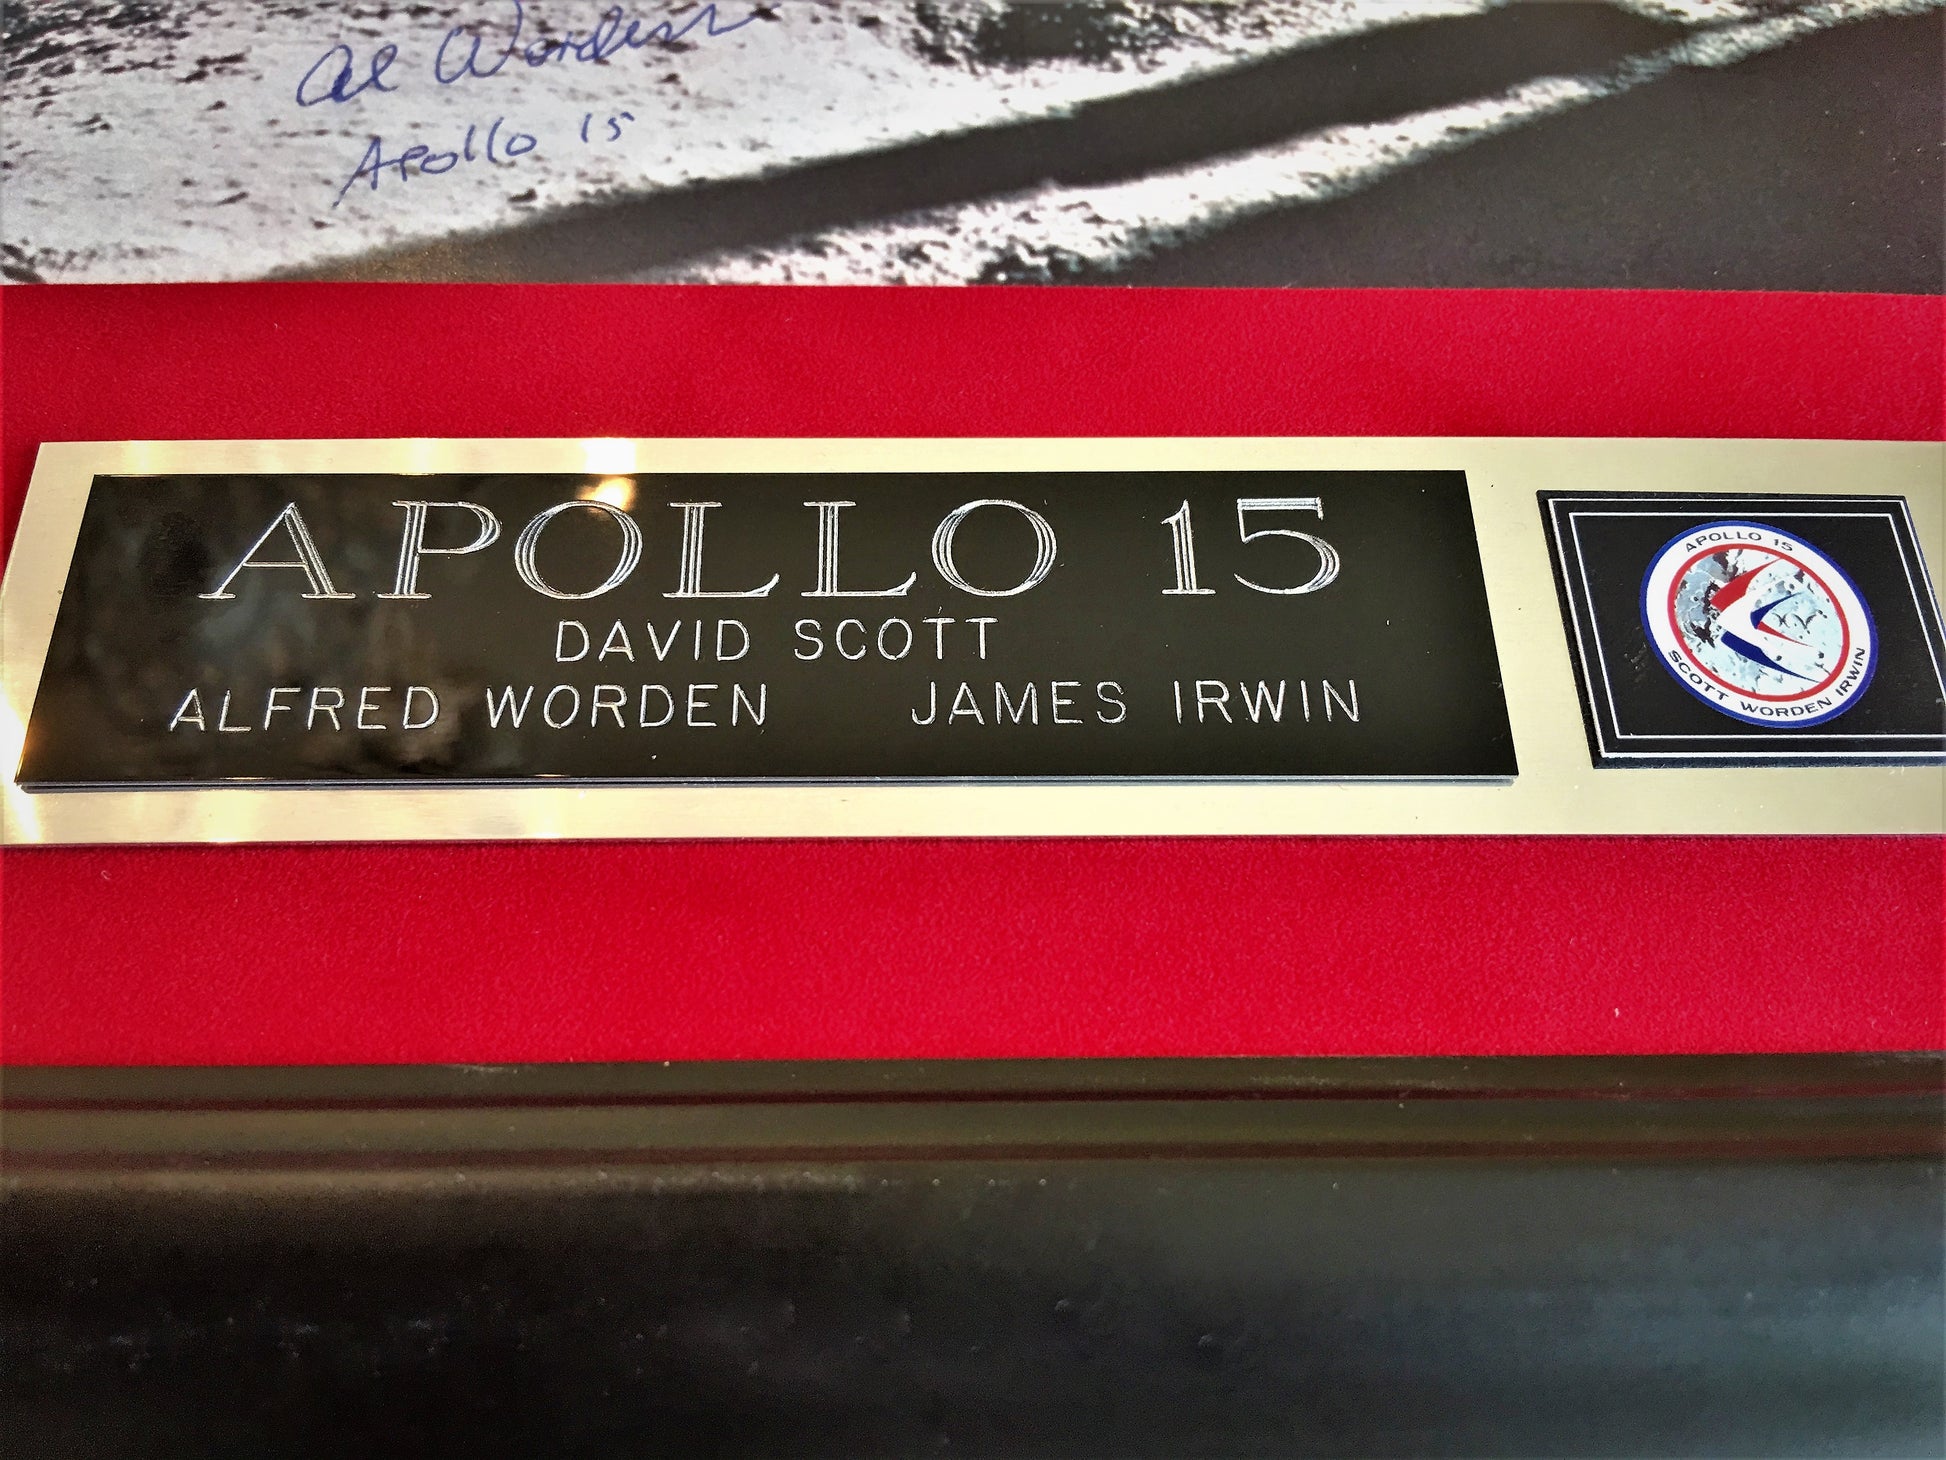 Al Worden
Apollo 15
APOLLO 15
DAVID SCOTT
ALFRED WORDEN JAMES IRWIN
APOLLO 15
SCOTT WORDEN IRWIN